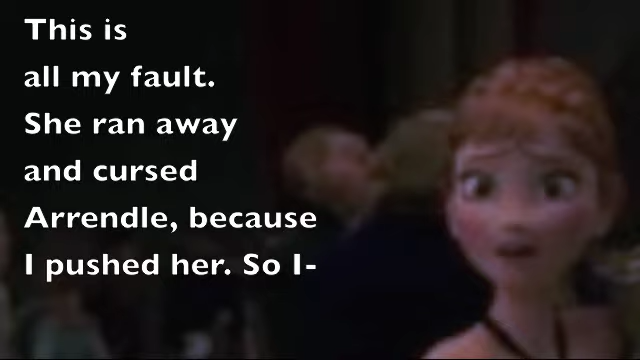 This is
all my fault.
She ran away
and cursed
Arrendle, because
I pushed her. So I-